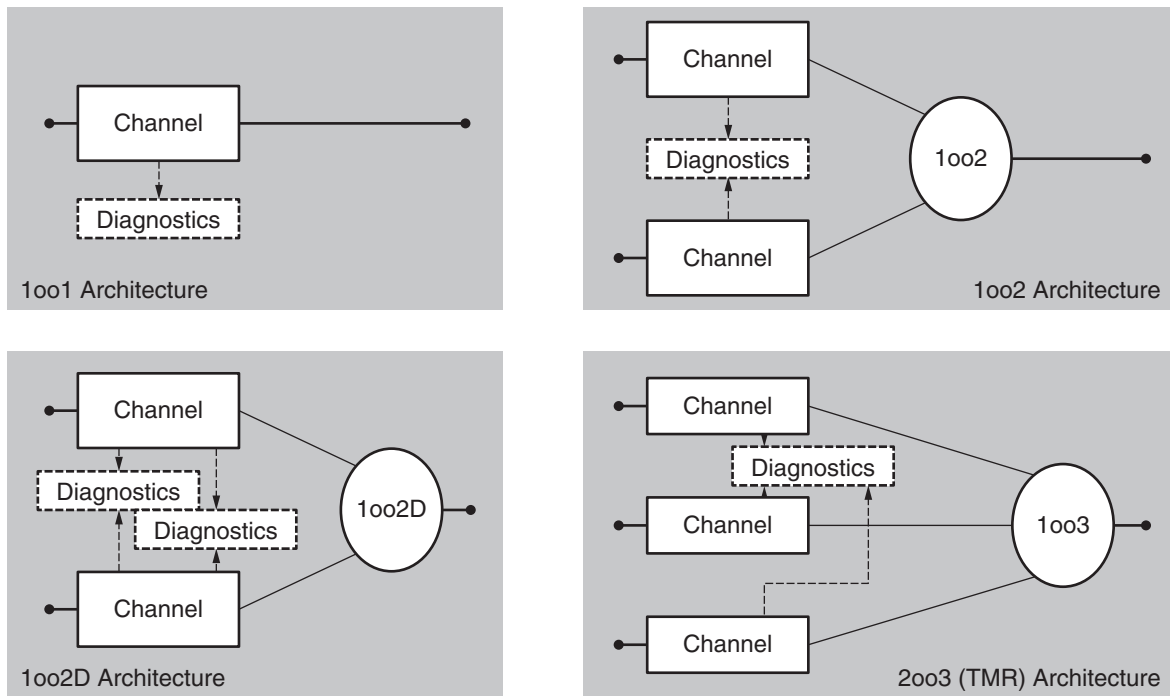 Channel
Diagnostics
1oo1 Architecture
Channel
Diagnostics
Channel
1oo2
1oo2 Architecture
Channel
Diagnostics
Diagnostics
Channel
1oo2D
1oo2D Architecture
Channel
Diagnostics
Channel
Channel
1oo3
2oo3 (TMR) Architecture